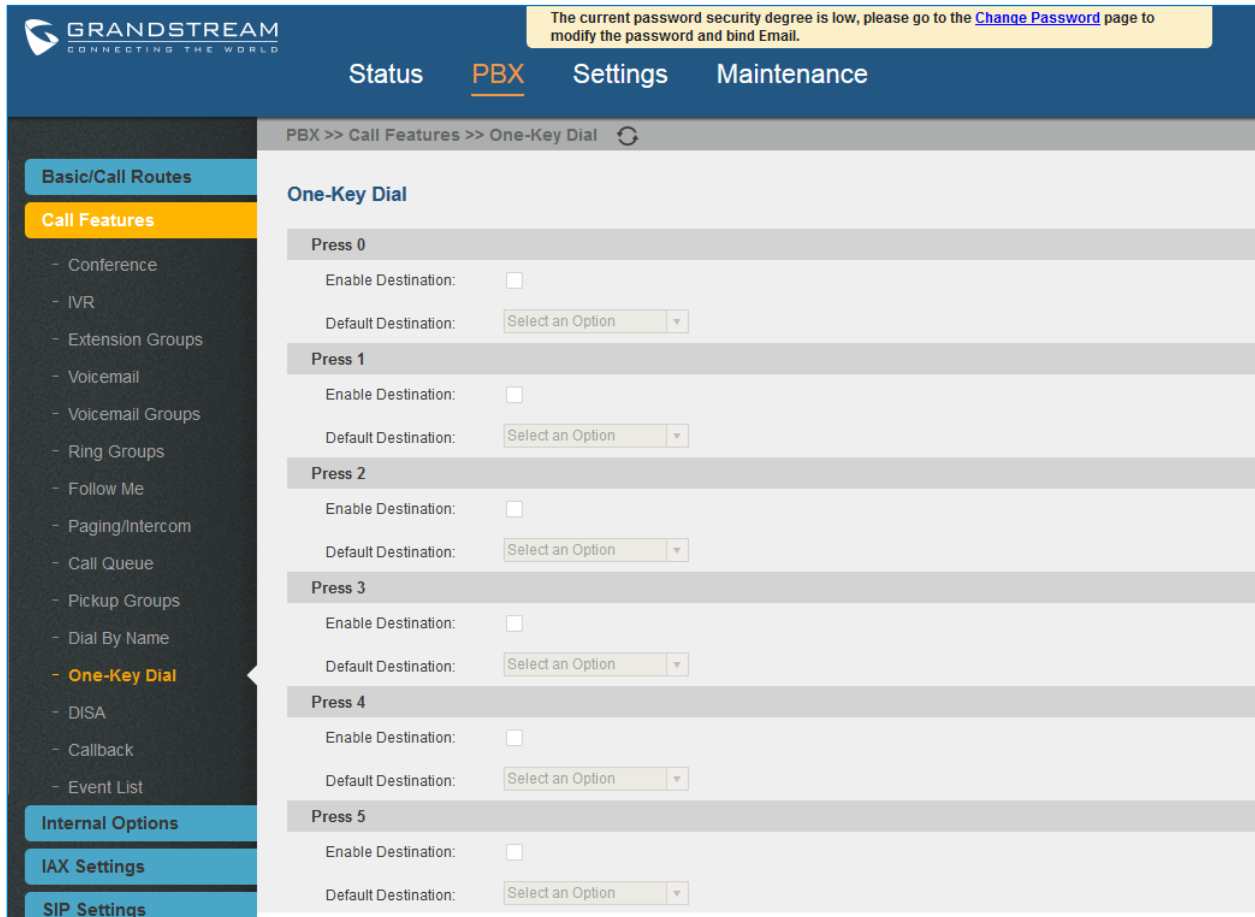 GRANDSTREAM
CONNECTING THE WORLD
The current password security degree is low, please go to the Change Password page to
modify the password and bind Email.
Status PBX Settings Maintenance
PBX >> Call Features >> One-Key Dial
Basic/Call Routes
Call Features
- Conference
- IVR
- Extension Groups
- Voicemail
- Voicemail Groups
- Ring Groups
- Follow Me
- Paging/Intercom
- Call Queue
- Pickup Groups
- Dial By Name
- One-Key Dial
- DISA
- Callback
- Event List
Internal Options
IAX Settings
SIP Settings
One-Key Dial
Press 0
Enable Destination:
Default Destination: Select an Option
Press 1
Enable Destination:
Default Destination: Select an Option
Press 2
Enable Destination:
Default Destination: Select an Option
Press 3
Enable Destination:
Default Destination: Select an Option
Press 4
Enable Destination:
Default Destination: Select an Option
Press 5
Enable Destination:
Default Destination: Select an Option